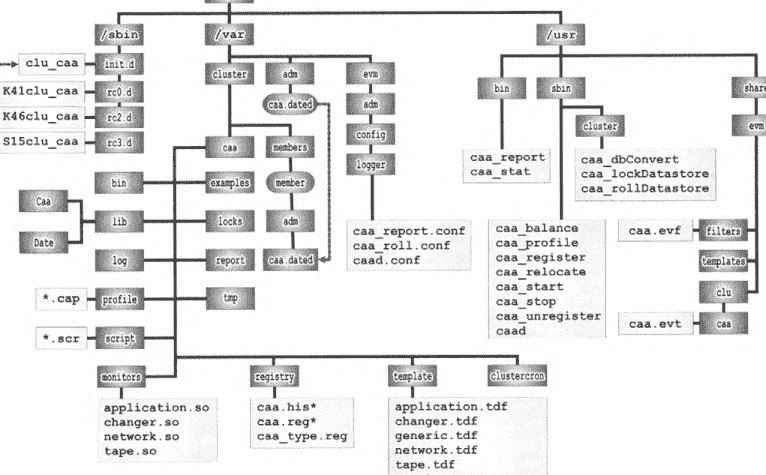 /sbin
/var
/usr
clu_caa
init.d
cluster
adm
evm
K41clu_caa
rc0.d
caa.dated
adm
bin
sbin
share
K46clu_caa
rc2.d
config
cluster
evm
S15clu_caa
rc3.d
caa
members
logger
caa_report
caa_stat
caa_dbConvert
caa_lockDatastore
caa_rollDatastore
bin
examples
member
Caa
lib
locks
adm
Date
caa_report.conf
caa_roll.conf
caad.conf
caa_balance
caa_profile
caa_register
caa_relocate
caa_start
caa_stop
caa_unregister
caad
caa.evf
filters
log
report
caa.dated
templates
*.cap
profile
tmp
clu
*.scr
script
caa.evt
caa
monitors
registry
template
clustercron
application.so
changer.so
network.so
tape.so
caa.his*
caa.reg*
caa_type.reg
application.tdf
changer.tdf
generic.tdf
network.tdf
tape.tdf